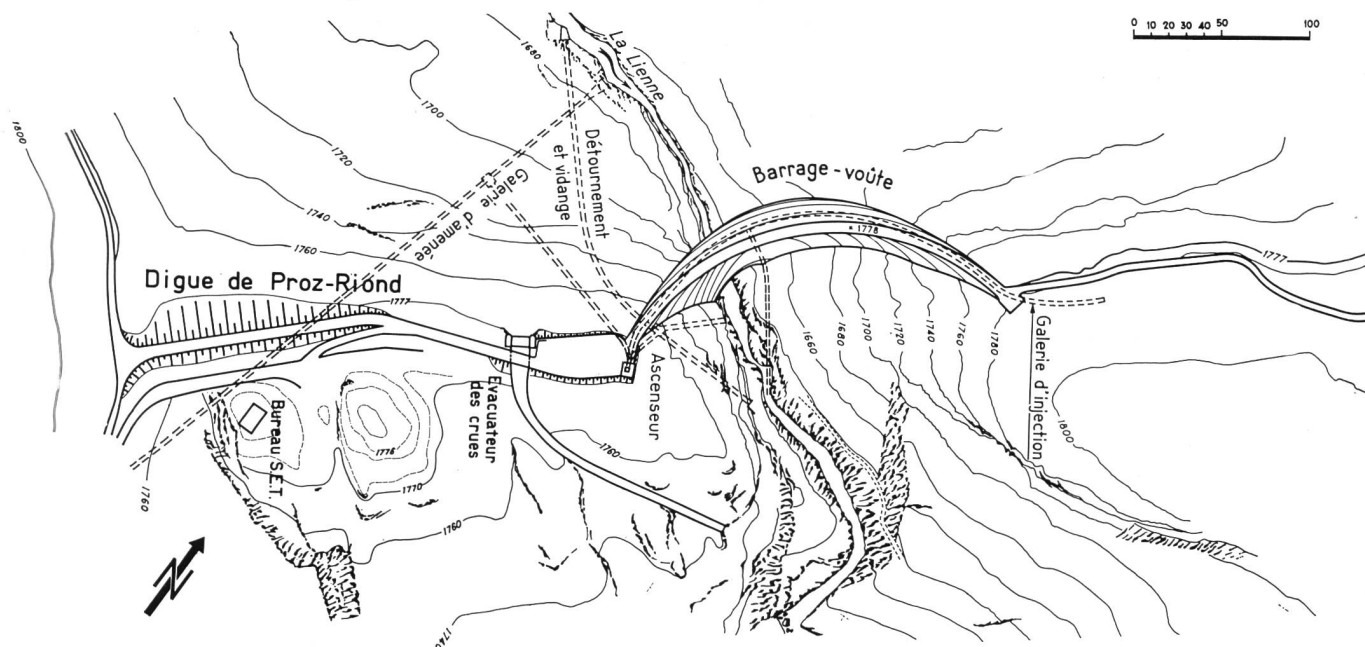 0 10 20 30 40 50 100
La Lienne
1680
1700
1720
1740
1760
1800
Détournement
et vidange
Galerie d'amenée
Barrage-voûte
1778
1777
Digue de Proz-Riond
1777
Ascenseur
Evacuateur
des crues
Bureau S.E.T.
1776
1770
1760
1760
1760
1740
1660
1680
1700
1720
1740
1760
1780
1800
Galerie d'injection
N